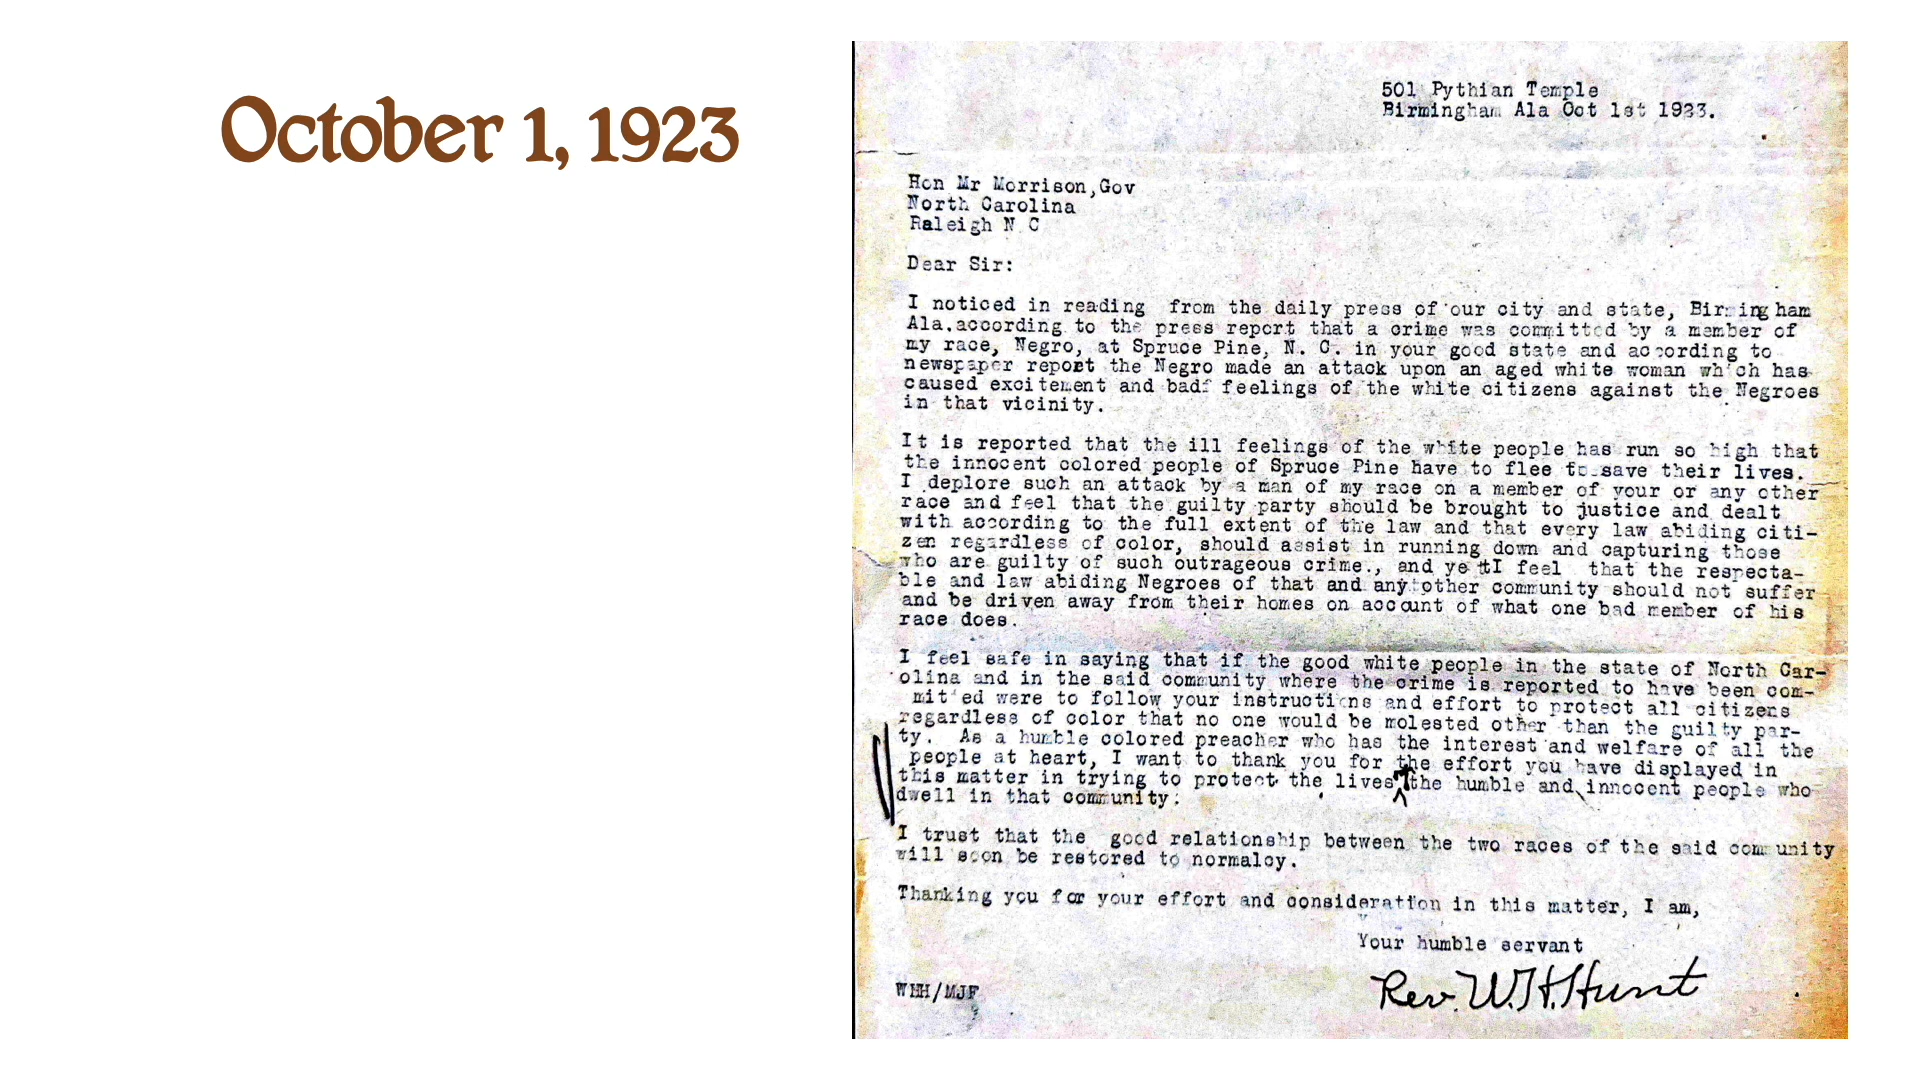 October 1, 1923
501 Pythian Temple
Birmingham Ala Oct 1st 1923.
Hon Mr Morrison,Gov
North Carolina
Raleigh N C
Dear Sir:
I noticed in reading from the daily press of our city and state, Birmingham
Ala.according to the press report that a crime was committed by a member of
my race, Negro, at Spruce Pine, N. C. in your good state and according to
newspaper report the Negro made an attack upon an aged white woman which has
caused excitement and bad feelings of the white citizens against the Negroes
in that vicinity.
It is reported that the ill feelings of the white people has run so high that
the innocent colored people of Spruce Pine have to flee to save their lives.
I deplore such an attack by a man of my race on a member of your or any other
race and feel that the guilty party should be brought to justice and dealt
with according to the full extent of the law and that every law abiding citi-
zen regardless of color, should assist in running down and capturing those
who are guilty of such outrageous crime., and yet I feel that the respecta-
ble and law abiding Negroes of that and any other community should not suffer
and be driven away from their homes on account of what one bad member of his
race does.
I feel safe in saying that if the good white people in the state of North Car-
olina and in the said community where the crime is reported to have been com-
mitted were to follow your instructions and effort to protect all citizens
regardless of color that no one would be molested other than the guilty par-
ty. As a humble colored preacher who has the interest and welfare of all the
people at heart, I want to thank you for the effort you have displayed in
this matter in trying to protect the lives the humble and innocent people who
dwell in that community.
I trust that the good relationship between the two races of the said community
will soon be restored to normalcy.
Thanking you for your effort and consideration in this matter, I am,
Your humble servant
Rev. W.H. Hunt
WHH/MJF